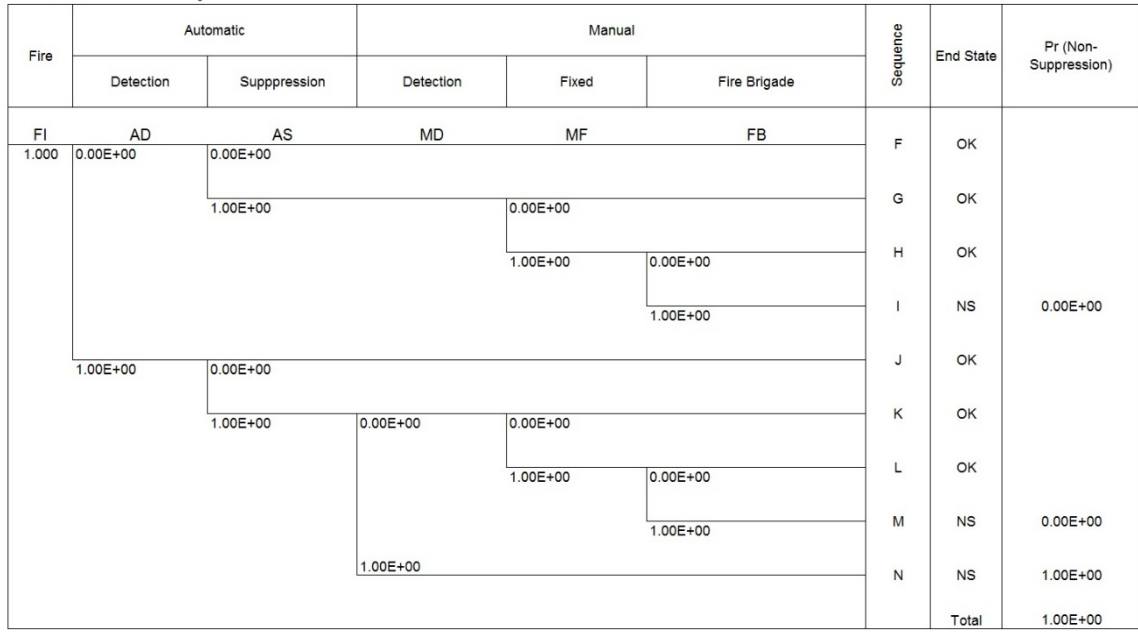 Fire Automatic Manual Sequence End State Pr (Non-
Suppression)
Detection Supppression Detection Fixed Fire Brigade
FI AD AS MD MF FB
F OK
1.000 0.00E+00 0.00E+00
G OK
1.00E+00 0.00E+00
H OK
1.00E+00 0.00E+00
I NS 0.00E+00
1.00E+00
J OK
1.00E+00 0.00E+00
K OK
1.00E+00 0.00E+00 0.00E+00
L OK
1.00E+00 0.00E+00
M NS 0.00E+00
1.00E+00
1.00E+00
N NS 1.00E+00
Total 1.00E+00